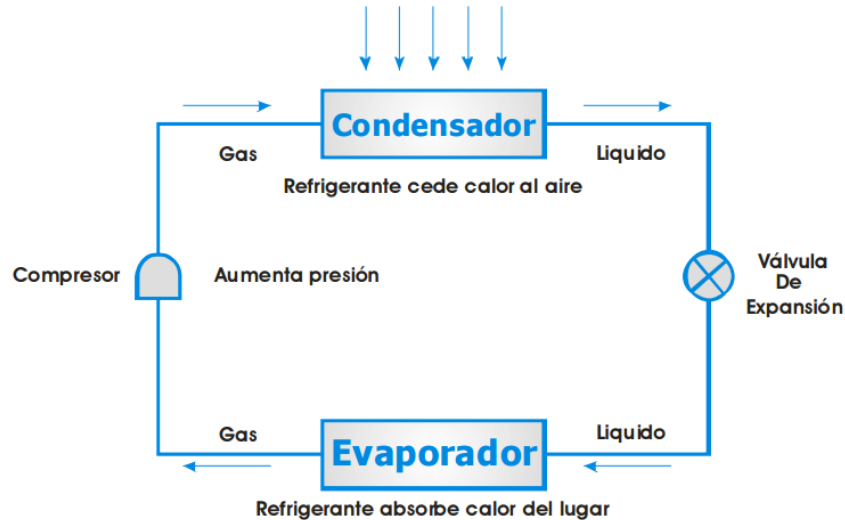 Condensador
Gas
Liquido
Refrigerante cede calor al aire
Compresor
Aumenta presión
Válvula
De
Expansión
Gas
Evaporador
Liquido
Refrigerante absorbe calor del lugar